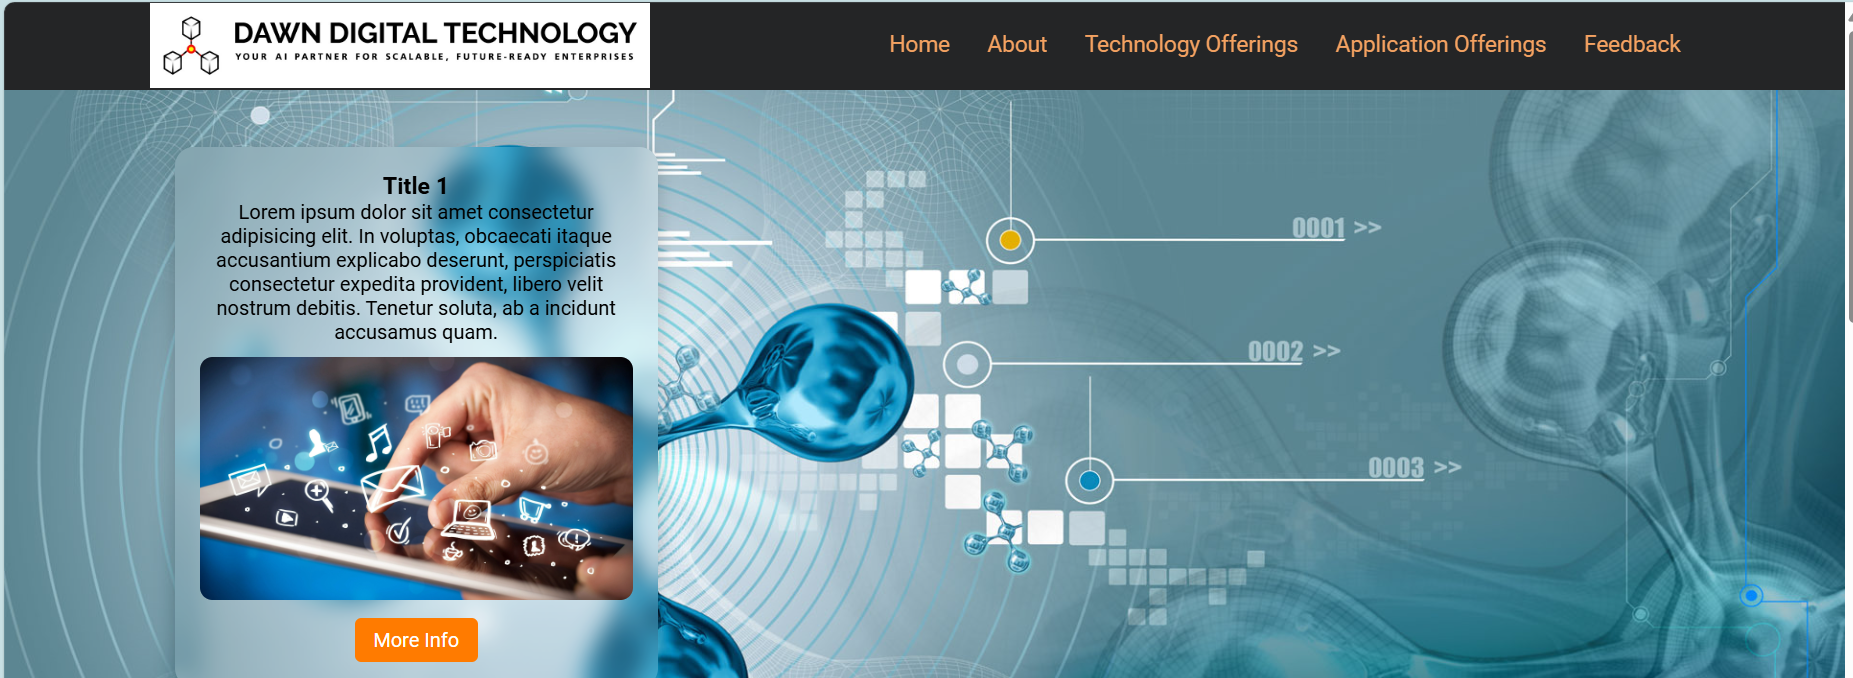 DAWN DIGITAL TECHNOLOGY
YOUR AI PARTNER FOR SCALABLE, FUTURE-READY ENTERPRISES
Home About Technology Offerings Application Offerings Feedback
Title 1
Lorem ipsum dolor sit amet consectetur
adipisicing elit. In voluptas, obcaecati itaque
accusantium explicabo deserunt, perspiciatis
consectetur expedita provident, libero velit
nostrum debitis. Tenetur soluta, ab a incidunt
accusamus quam.
More Info
0001 >>
0002 >>
0003 >>